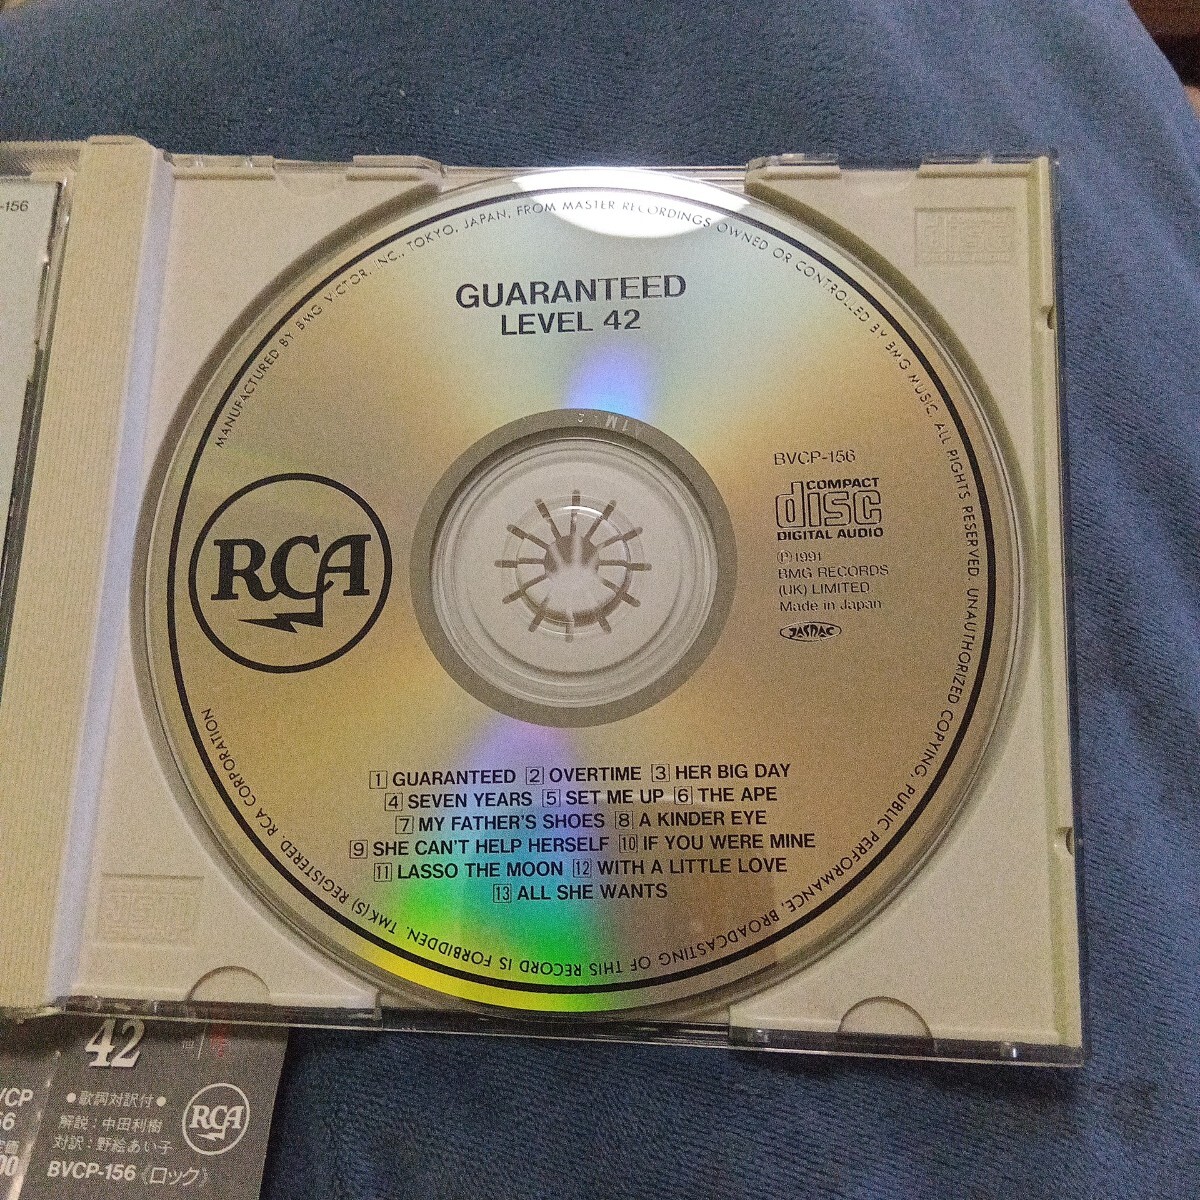 -156
MANUFACTURED BY BMG VICTOR, INC., TOKYO, JAPAN, FROM MASTER RECORDINGS OWNED OR CONTROLLED BY BMG MUSIC. ALL RIGHTS RESERVED. UNAUTHORIZED COPYING, PUBLIC PERFORMANCE, BROADCASTING OF THIS RECORD IS FORBIDDEN. TMK(S) REGISTERED. RCA CORPORATION
GUARANTEED
LEVEL 42
RCA
BVCP-156
COMPACT
disc
DIGITAL AUDIO
Ⓟ1991
BMG RECORDS
(UK) LIMITED
Made in Japan
JASRAC
1 GUARANTEED 2 OVERTIME 3 HER BIG DAY
4 SEVEN YEARS 5 SET ME UP 6 THE APE
7 MY FATHER'S SHOES 8 A KINDER EYE
9 SHE CAN'T HELP HERSELF 10 IF YOU WERE MINE
11 LASSO THE MOON 12 WITH A LITTLE LOVE
13 ALL SHE WANTS
disc
42
●歌詞対訳付●
解説：中田利樹
対訳：野絵あい子
BVCP-156《ロック》
RCA